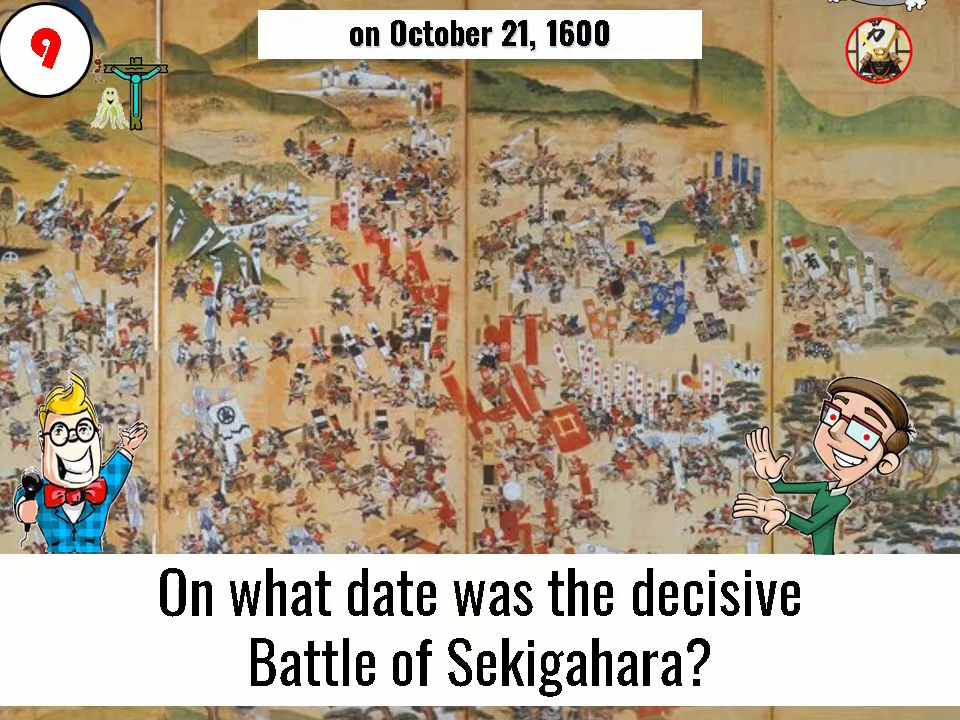 9
on October 21, 1600
On what date was the decisive
Battle of Sekigahara?